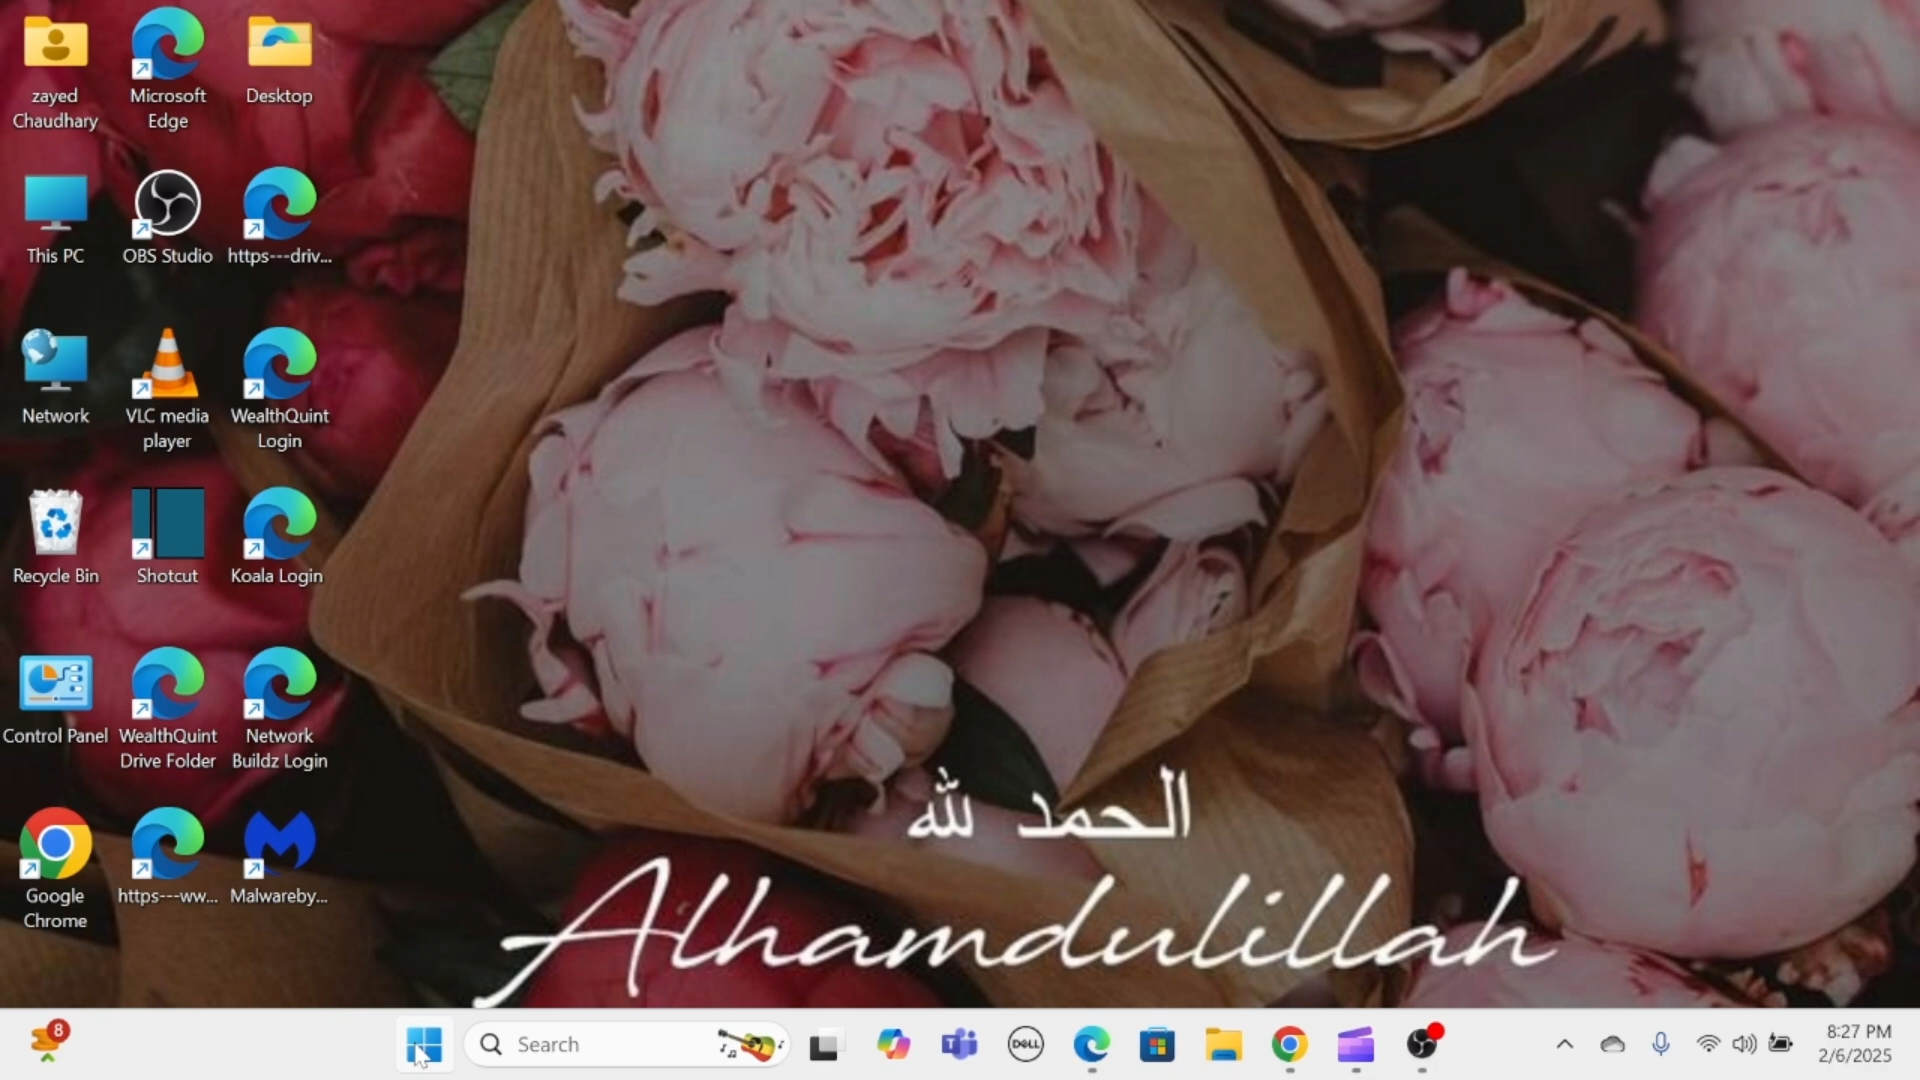 zayed
Chaudhary
Microsoft
Edge
Desktop
This PC
OBS Studio
https---driv...
Network
VLC media
player
WealthQuint
Login
Recycle Bin
Shotcut
Koala Login
Control Panel
WealthQuint
Drive Folder
Network
Buildz Login
Google
Chrome
https---ww...
Malwareby...
الحمد لله
Alhamdulillah
8
Search
DELL
8:27 PM
2/6/2025